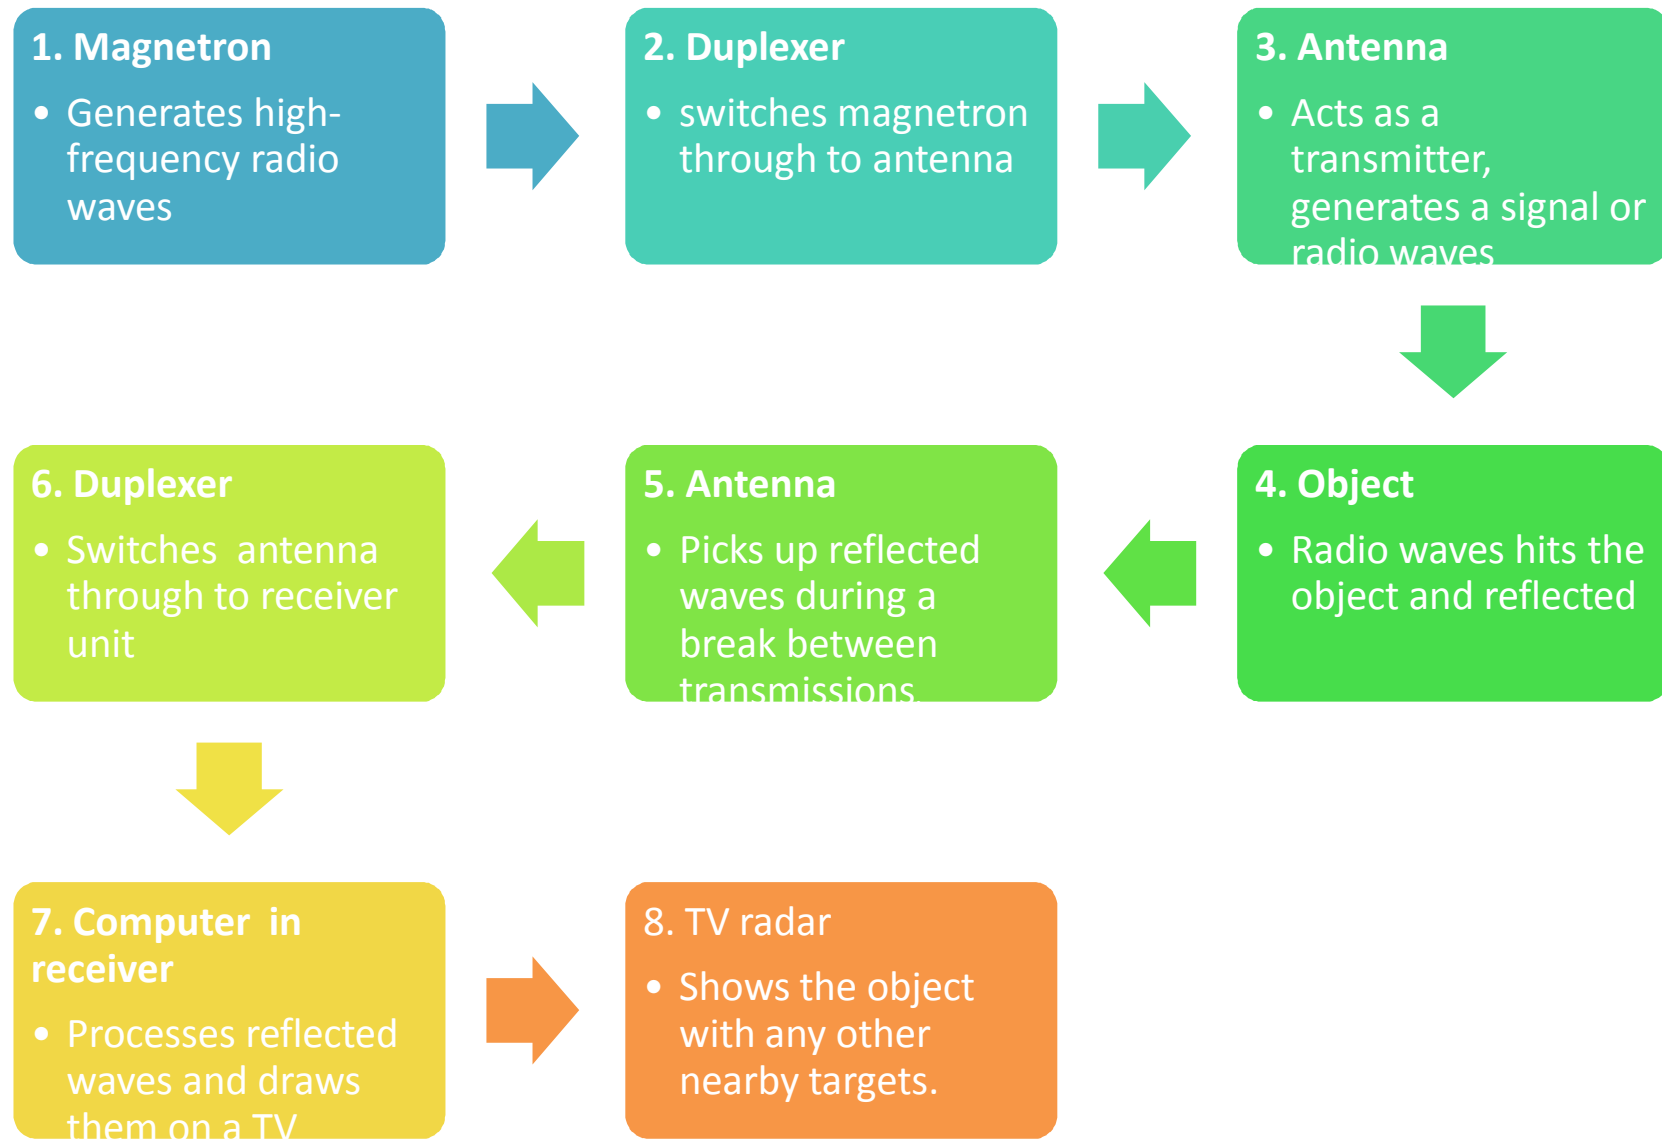 1. Magnetron
• Generates high-
frequency radio
waves
2. Duplexer
• switches magnetron
through to antenna
3. Antenna
• Acts as a
transmitter,
generates a signal or
radio waves
4. Object
• Radio waves hits the
object and reflected
5. Antenna
• Picks up reflected
waves during a
break between
transmissions.
6. Duplexer
• Switches  antenna
through to receiver
unit
7. Computer  in
receiver
• Processes reflected
waves and draws
them on a TV
8. TV radar
• Shows the object
with any other
nearby targets.